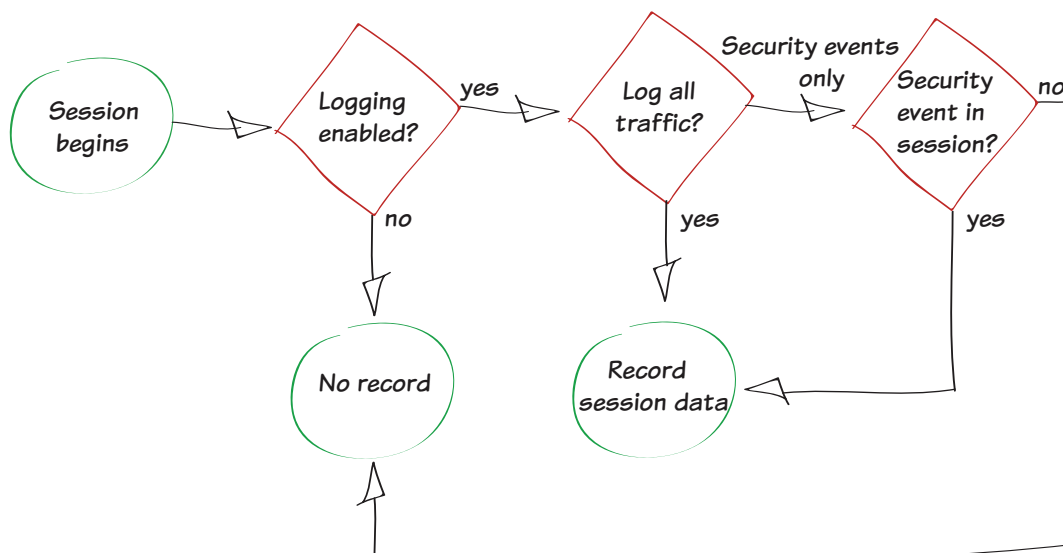 Session
begins
Logging
enabled?
yes
no
Log all
traffic?
yes
Security events
only
Security
event in
session?
no
yes
No record
Record
session data